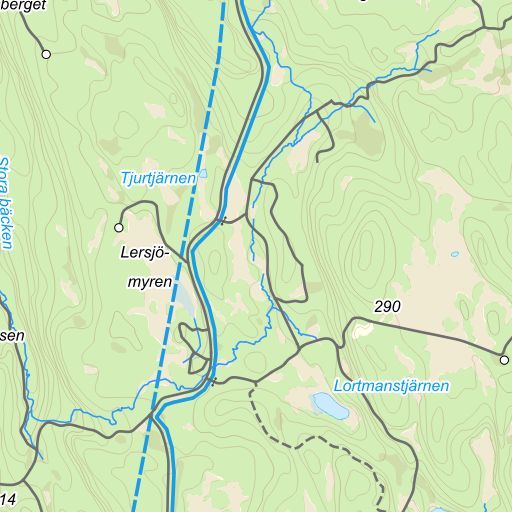 berget
Tjurtjärnen
Stora bäcken
Lersjö-
myren
290
sen
Lortmanstjärnen
14